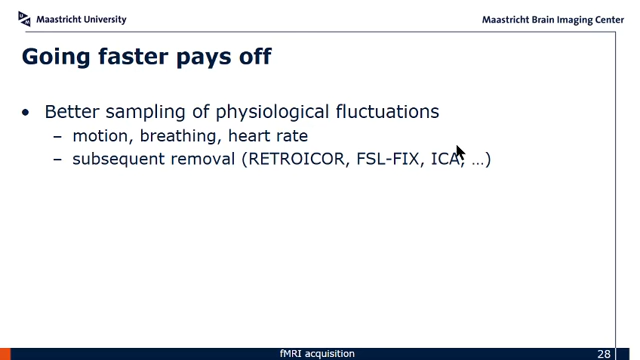 Maastricht University
Maastricht Brain Imaging Center
Going faster pays off
• Better sampling of physiological fluctuations
– motion, breathing, heart rate
– subsequent removal (RETROICOR, FSL-FIX, ICA, …)
fMRI acquisition
28